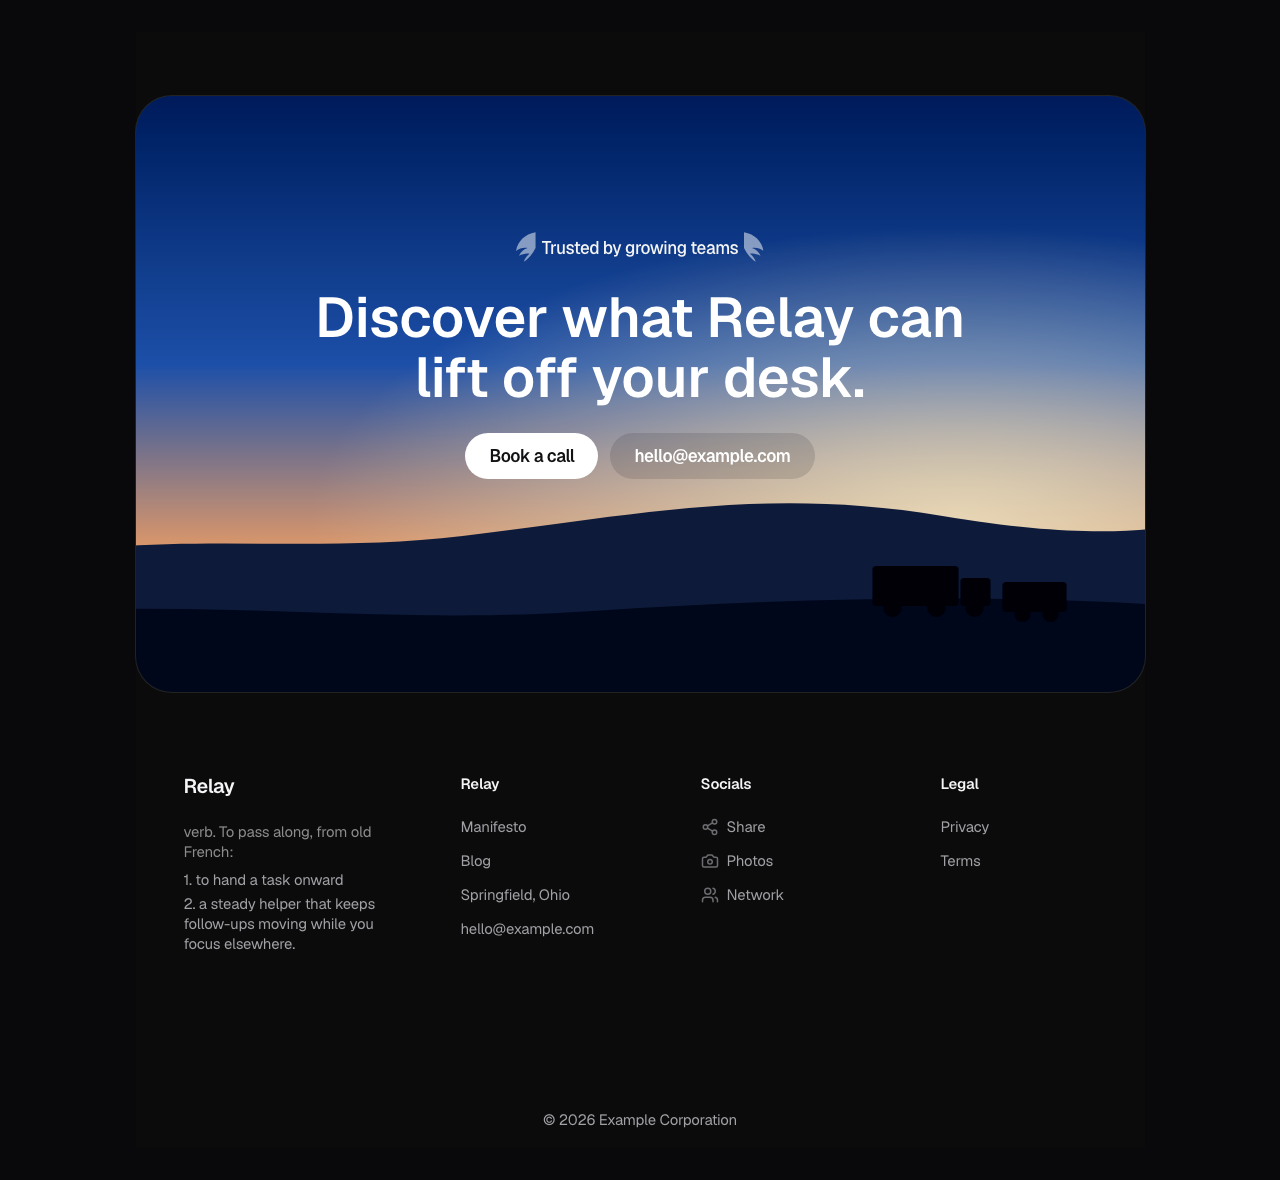 Trusted by growing teams
Discover what Relay can
lift off your desk.
Book a call
hello@example.com
Relay
verb. To pass along, from old
French:
1. to hand a task onward
2. a steady helper that keeps
follow-ups moving while you
focus elsewhere.
Relay
Manifesto
Blog
Springfield, Ohio
hello@example.com
Socials
Share
Photos
Network
Legal
Privacy
Terms
© 2026 Example Corporation